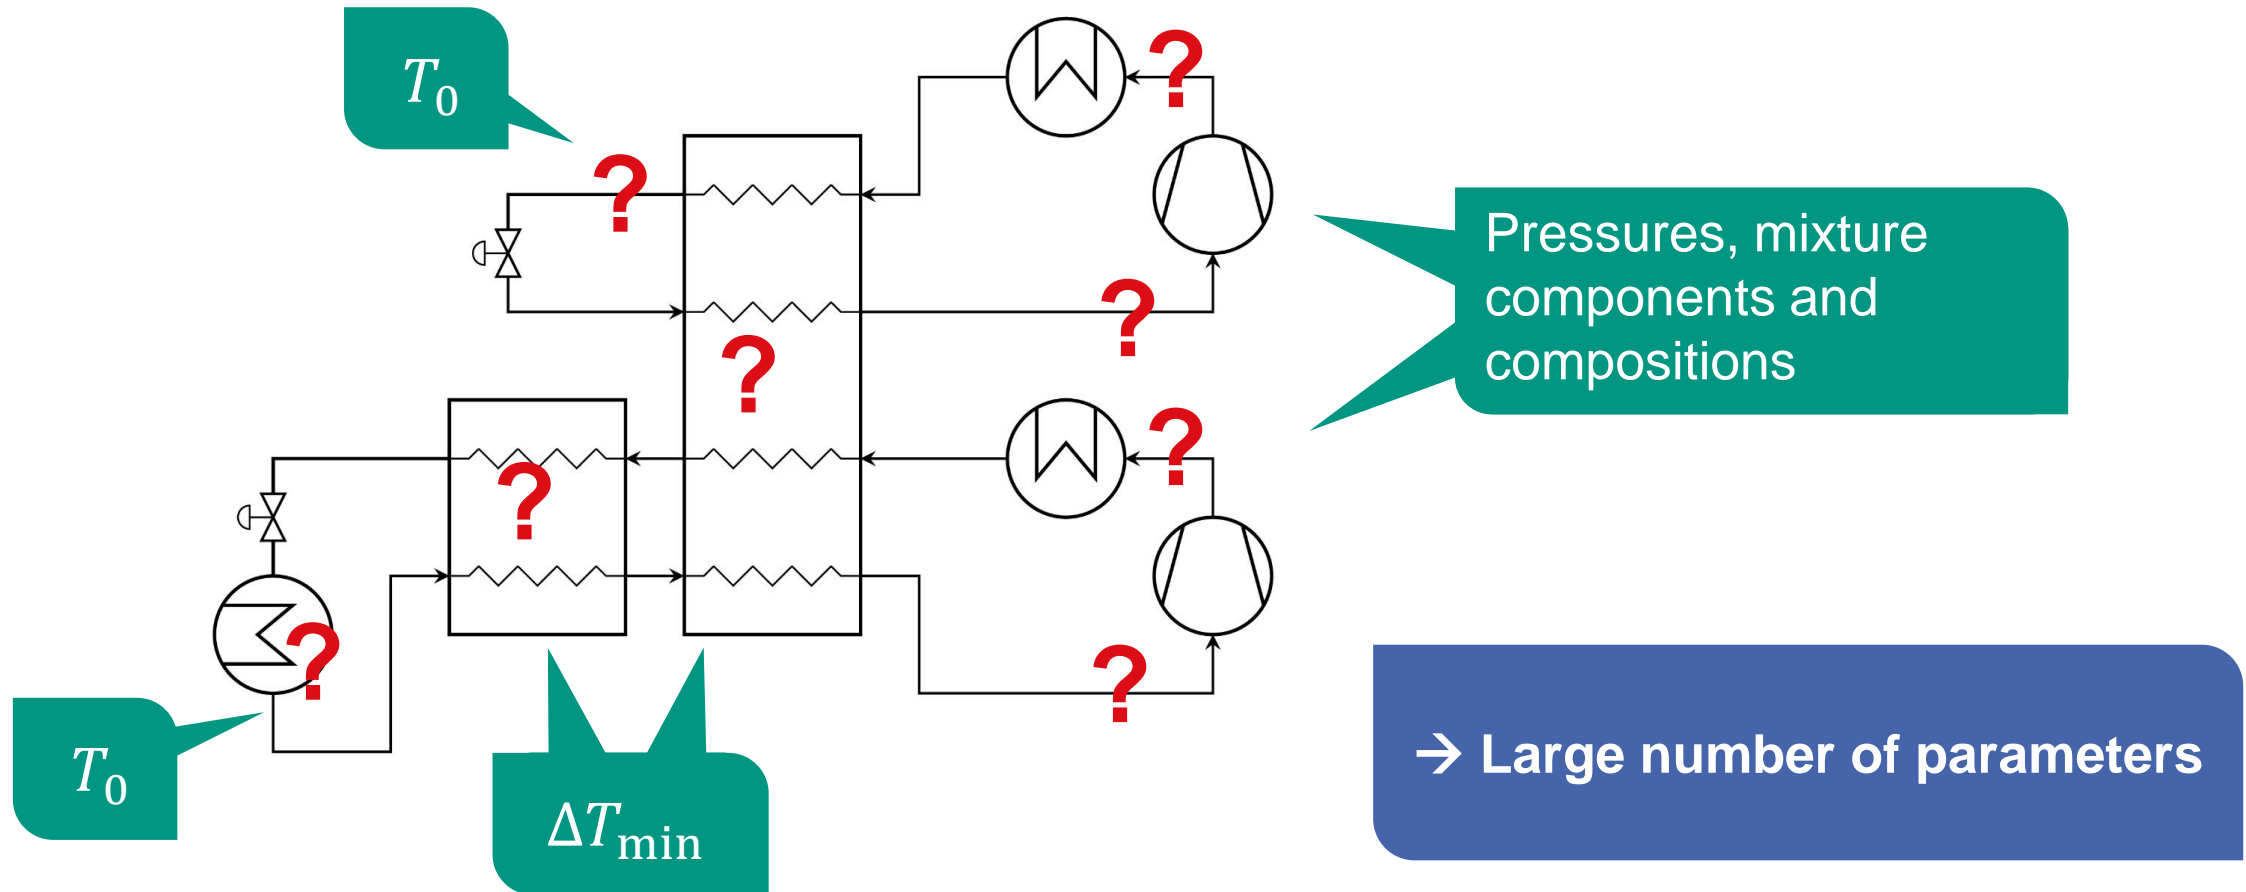 T₀
?
?
?
Pressures, mixture
components and
compositions
?
?
?
?
?
?
T₀
ΔTmin
→ Large number of parameters